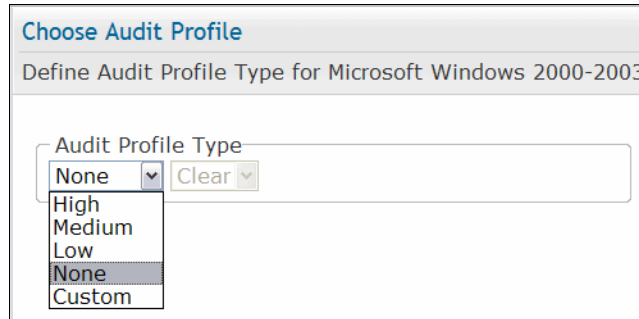 Choose Audit Profile
Define Audit Profile Type for Microsoft Windows 2000-2003
Audit Profile Type
None Clear
High
Medium
Low
None
Custom